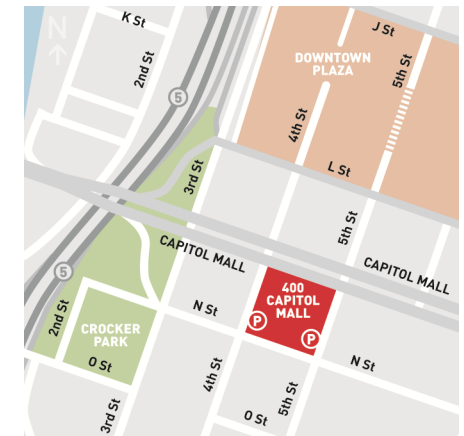 K St
J St
N
2nd St
DOWNTOWN
PLAZA
5th St
5
4th St
3rd St
L St
5th St
CAPITOL MALL
CAPITOL MALL
5
400
CAPITOL
MALL
2nd St
N St
P
P
CROCKER
PARK
O St
N St
4th St
5th St
3rd St
O St